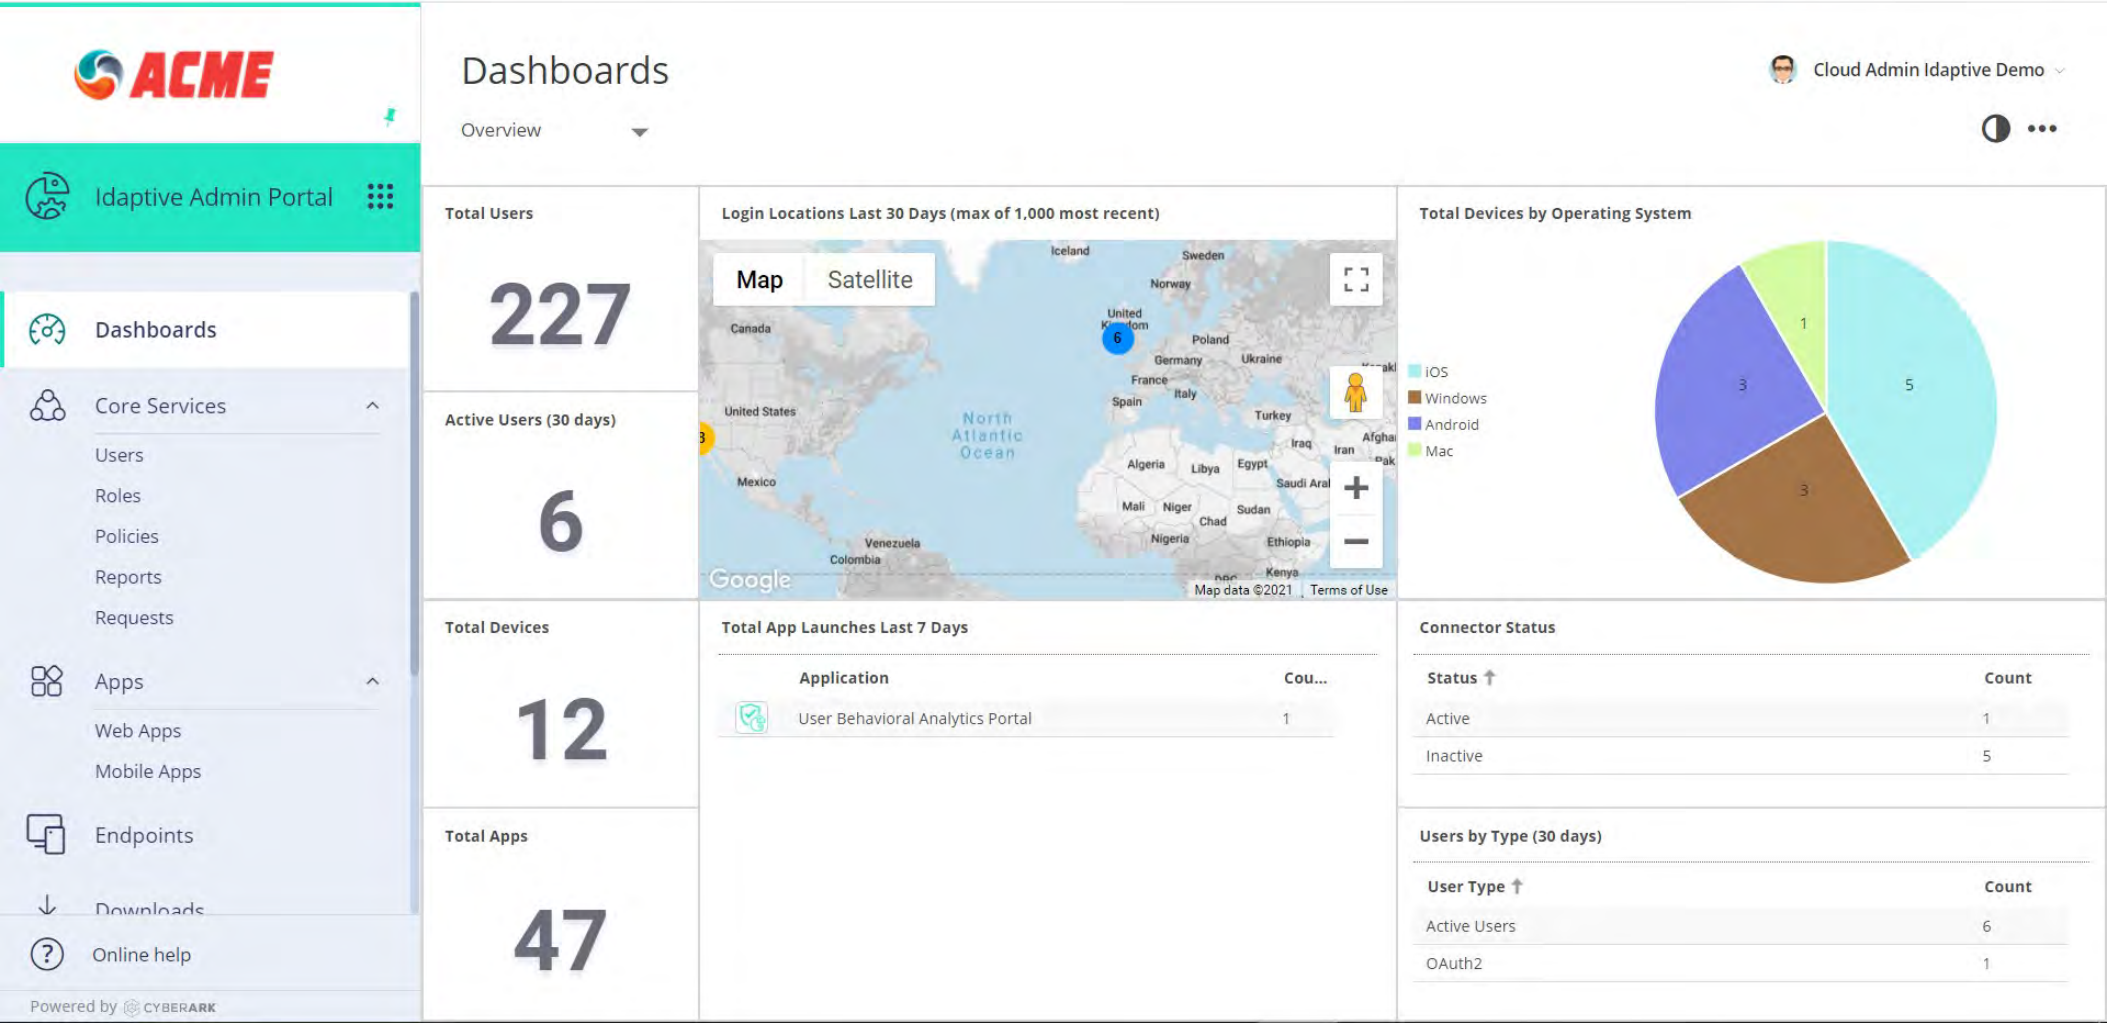 ACME
Idaptive Admin Portal
Dashboards
Core Services
Users
Roles
Policies
Reports
Requests
Apps
Web Apps
Mobile Apps
Endpoints
Downloads
Online help
Powered by CYBERARK
Dashboards
Overview
Cloud Admin Idaptive Demo
Total Users
227
Active Users (30 days)
6
Total Devices
12
Total Apps
47
Login Locations Last 30 Days (max of 1,000 most recent)
Map Satellite
Iceland
Sweden
Norway
Canada
United
Kingdom
6
Poland
Germany
Ukraine
France
Italy
Spain
United States
North
Atlantic
Ocean
Turkey
Iraq
Iran
Afgha
Pak
Algeria
Libya
Egypt
Mexico
Saudi Aral
Mali
Niger
Chad
Sudan
Nigeria
Ethiopia
Venezuela
Colombia
Kenya
Google
Map data ©2021 Terms of Use
Total App Launches Last 7 Days
Application Cou...
User Behavioral Analytics Portal 1
Total Devices by Operating System
iOS
Windows
Android
Mac
1
3
5
3
Connector Status
Status Count
Active 1
Inactive 5
Users by Type (30 days)
User Type Count
Active Users 6
OAuth2 1